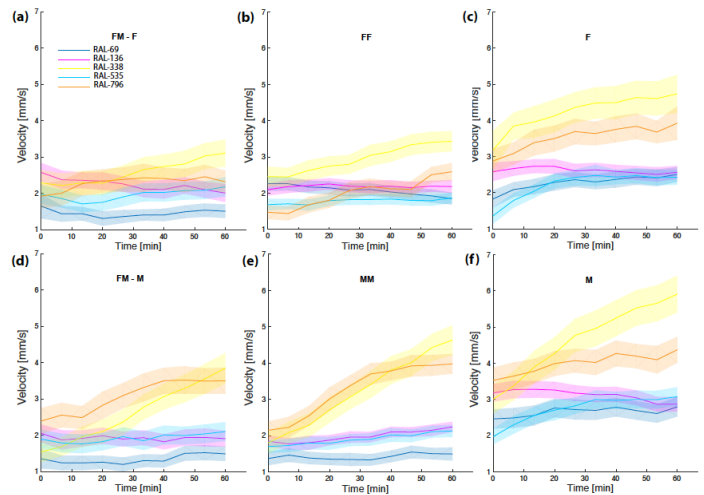 (a)
7
6
5
4
3
2
1
Velocity [mm/s]
FM - F
RAL-69
RAL-136
RAL-338
RAL-535
RAL-796
0 10 20 30 40 50 60
Time [min]
(b)
7
6
5
4
3
2
1
Velocity [mm/s]
FF
0 10 20 30 40 50 60
Time [min]
(c)
7
6
5
4
3
2
1
Velocity [mm/s]
F
0 10 20 30 40 50 60
Time [min]
(d)
7
6
5
4
3
2
1
Velocity [mm/s]
FM - M
0 10 20 30 40 50 60
Time [min]
(e)
7
6
5
4
3
2
1
Velocity [mm/s]
MM
0 10 20 30 40 50 60
Time [min]
(f)
7
6
5
4
3
2
1
Velocity [mm/s]
M
0 10 20 30 40 50 60
Time [min]